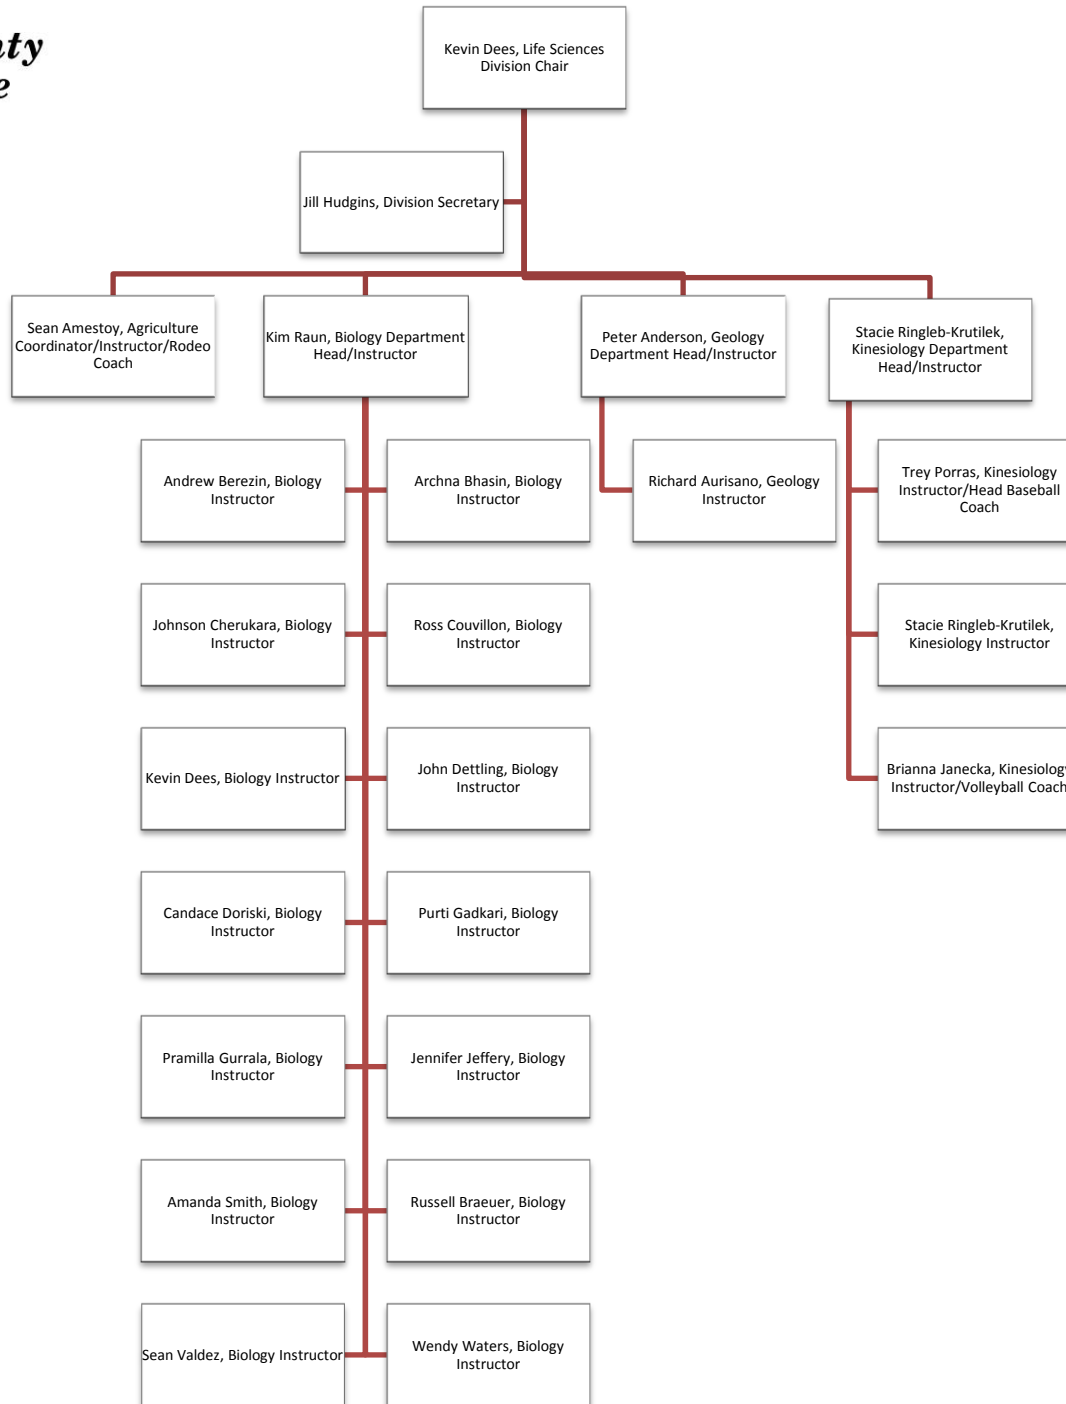 Kevin Dees, Life Sciences
Division Chair
Jill Hudgins, Division Secretary
Sean Amestoy, Agriculture
Coordinator/Instructor/Rodeo
Coach
Kim Raun, Biology Department
Head/Instructor
Peter Anderson, Geology
Department Head/Instructor
Stacie Ringleb-Krutilek,
Kinesiology Department
Head/Instructor
Andrew Berezin, Biology
Instructor
Archna Bhasin, Biology
Instructor
Richard Aurisano, Geology
Instructor
Trey Porras, Kinesiology
Instructor/Head Baseball
Coach
Johnson Cherukara, Biology
Instructor
Ross Couvillon, Biology
Instructor
Stacie Ringleb-Krutilek,
Kinesiology Instructor
Kevin Dees, Biology Instructor
John Dettling, Biology
Instructor
Brianna Janecka, Kinesiology
Instructor/Volleyball Coach
Candace Doriski, Biology
Instructor
Purti Gadkari, Biology
Instructor
Pramilla Gurrala, Biology
Instructor
Jennifer Jeffery, Biology
Instructor
Amanda Smith, Biology
Instructor
Russell Braeuer, Biology
Instructor
Sean Valdez, Biology Instructor
Wendy Waters, Biology
Instructor